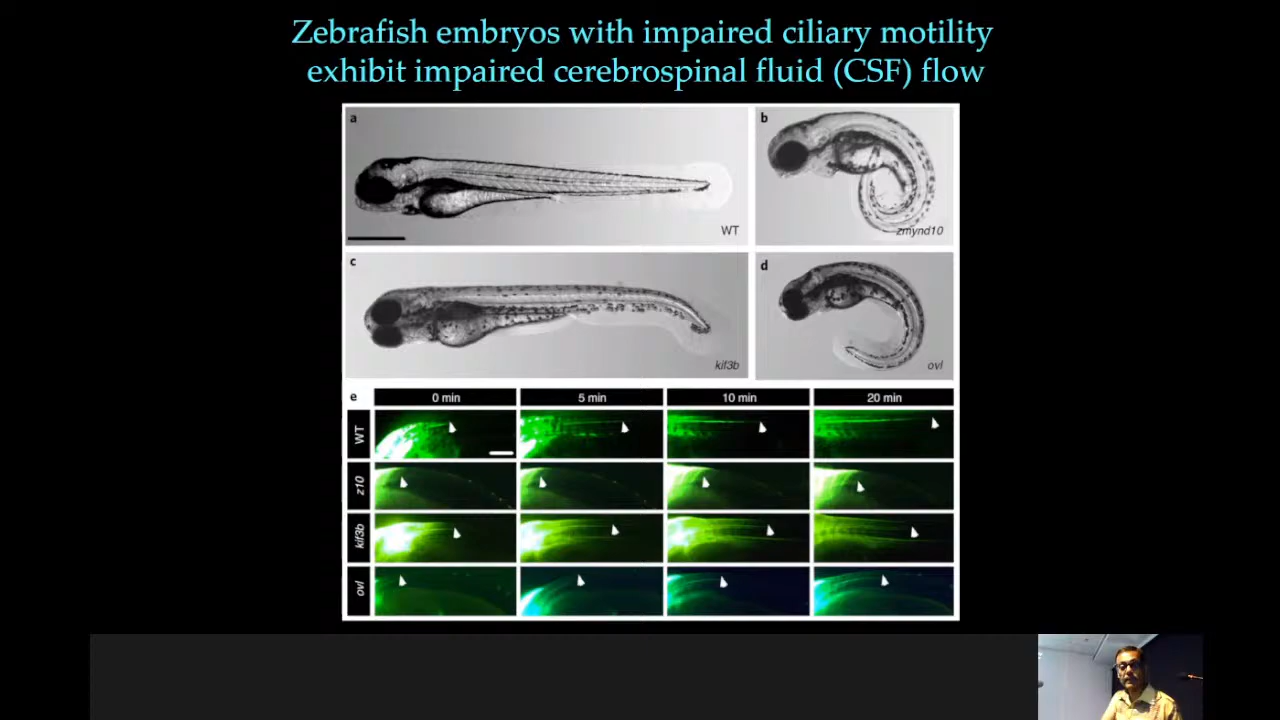 Zebrafish embryos with impaired ciliary motility
exhibit impaired cerebrospinal fluid (CSF) flow
a
WT
b
zmynd10
c
kif3b
d
ovl
e
0 min
5 min
10 min
20 min
WT
z10
kif3b
ovl